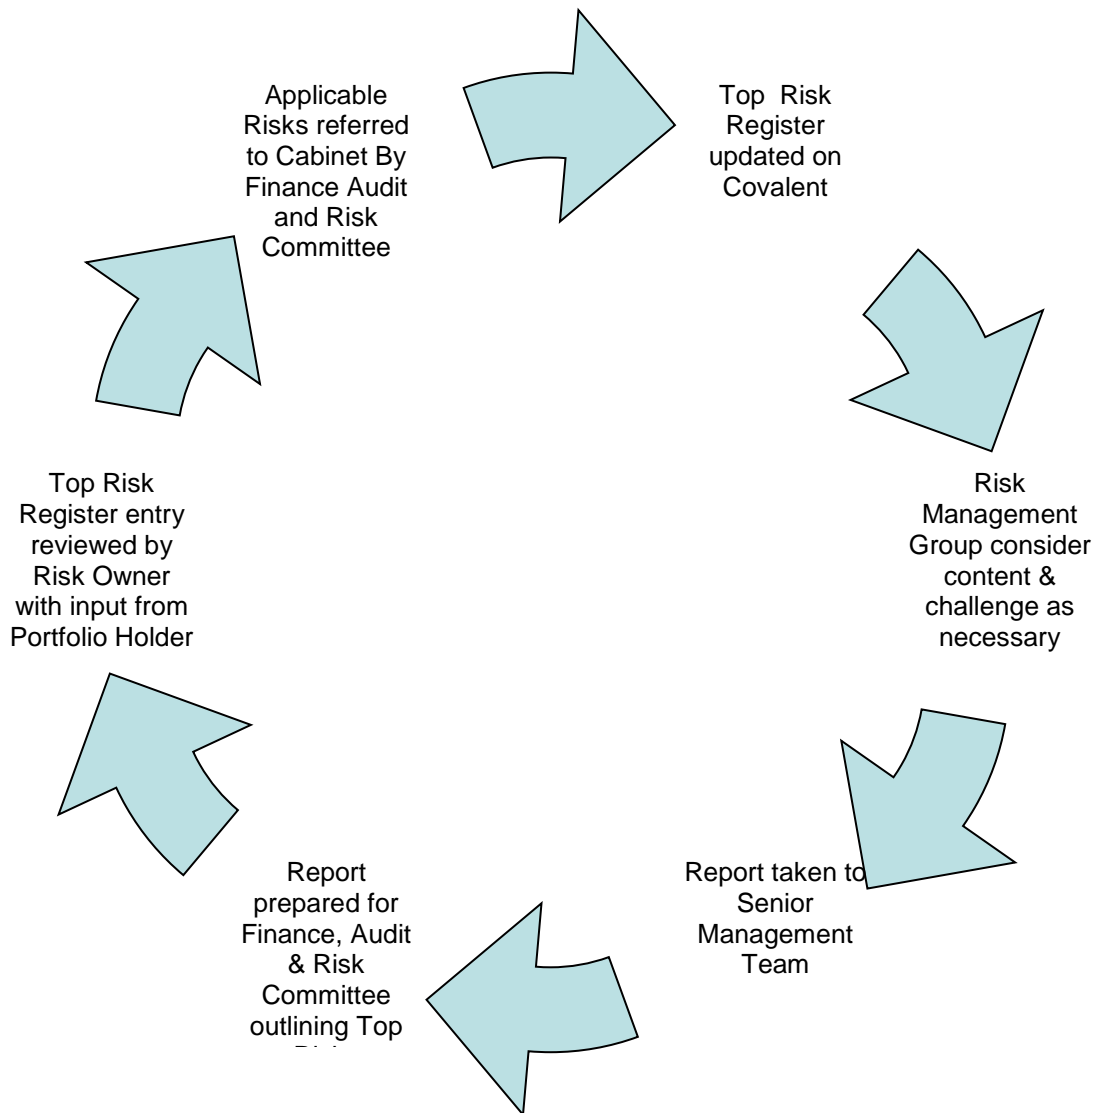 Applicable
Risks referred
to Cabinet By
Finance Audit
and Risk
Committee
Top Risk
Register
updated on
Covalent
Risk
Management
Group consider
content &
challenge as
necessary
Report taken to
Senior
Management
Team
Report
prepared for
Finance, Audit
& Risk
Committee
outlining Top
Top Risk
Register entry
reviewed by
Risk Owner
with input from
Portfolio Holder